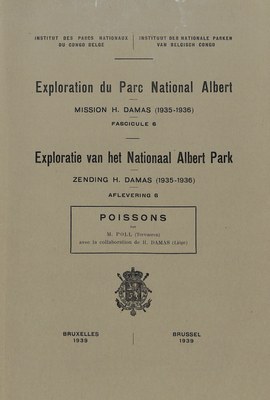 INSTITUT DES PARCS NATIONAUX
DU CONGO BELGE
INSTITUUT DER NATIONALE PARKEN
VAN BELGISCH CONGO
Exploration du Parc National Albert
MISSION H. DAMAS (1935-1936)
FASCICULE 6
Exploratie van het Nationaal Albert Park
ZENDING H. DAMAS (1935-1936)
AFLEVERING 6
POISSONS
PAR
M. POLL (Tervueren)
avec la collaboration de H. DAMAS (Liège)
BRUXELLES
1939
BRUSSEL
1939